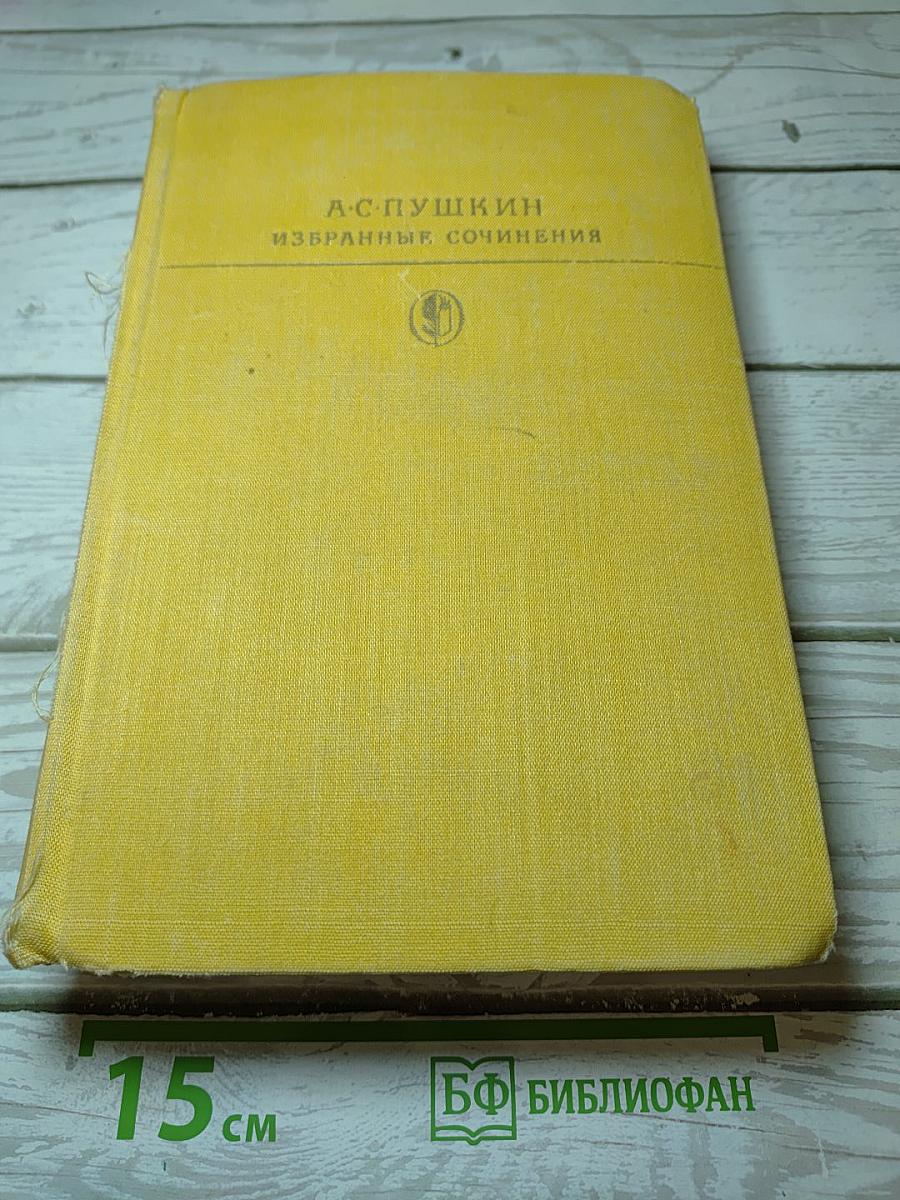 А·С·ПУШКИН
ИЗБРАННЫЕ СОЧИНЕНИЯ
15 см
БФ БИБЛИОФАН